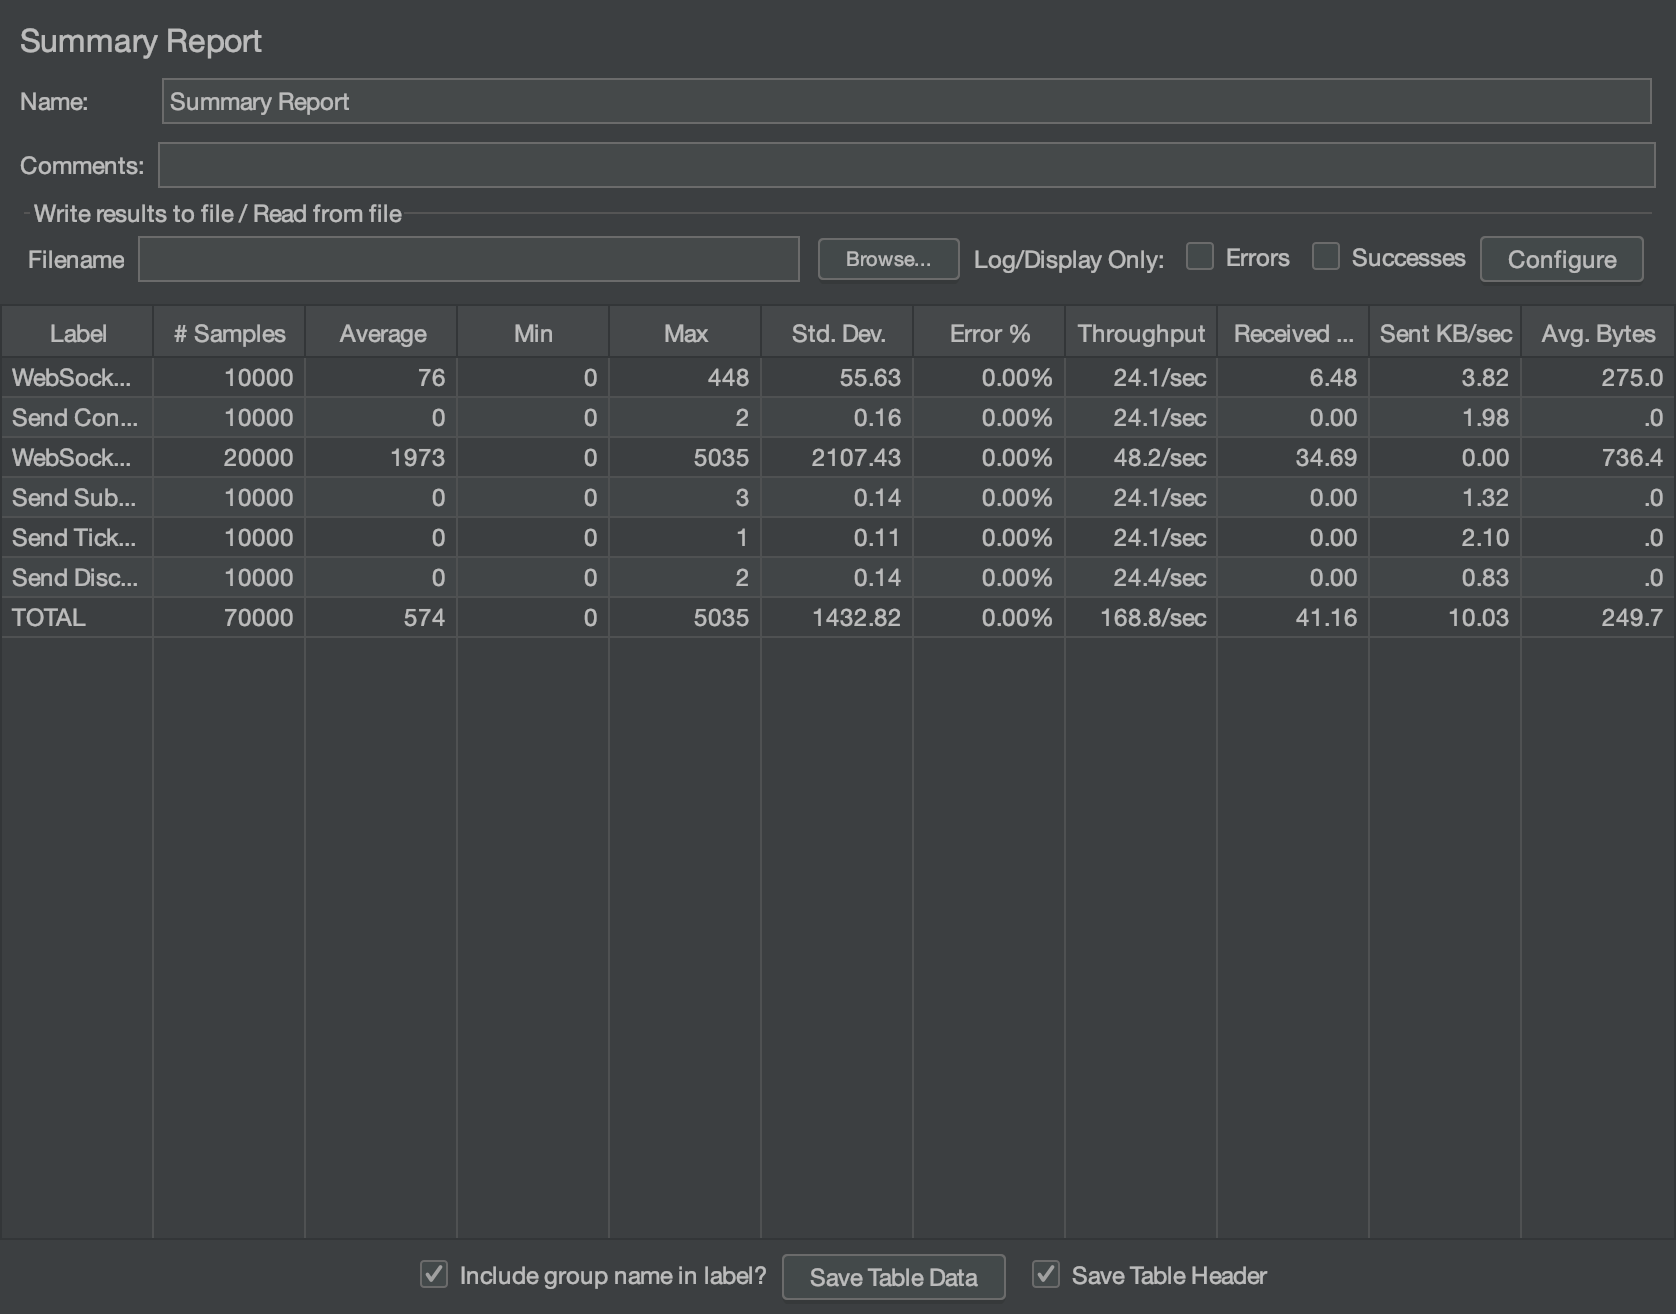 Summary Report
Name: Summary Report
Comments:
Write results to file / Read from file
Filename Browse... Log/Display Only: Errors Successes Configure
Label # Samples Average Min Max Std. Dev. Error % Throughput Received ... Sent KB/sec Avg. Bytes
WebSock... 10000 76 0 448 55.63 0.00% 24.1/sec 6.48 3.82 275.0
Send Con... 10000 0 0 2 0.16 0.00% 24.1/sec 0.00 1.98 .0
WebSock... 20000 1973 0 5035 2107.43 0.00% 48.2/sec 34.69 0.00 736.4
Send Sub... 10000 0 0 3 0.14 0.00% 24.1/sec 0.00 1.32 .0
Send Tick... 10000 0 0 1 0.11 0.00% 24.1/sec 0.00 2.10 .0
Send Disc... 10000 0 0 2 0.14 0.00% 24.4/sec 0.00 0.83 .0
TOTAL 70000 574 0 5035 1432.82 0.00% 168.8/sec 41.16 10.03 249.7
Include group name in label? Save Table Data Save Table Header